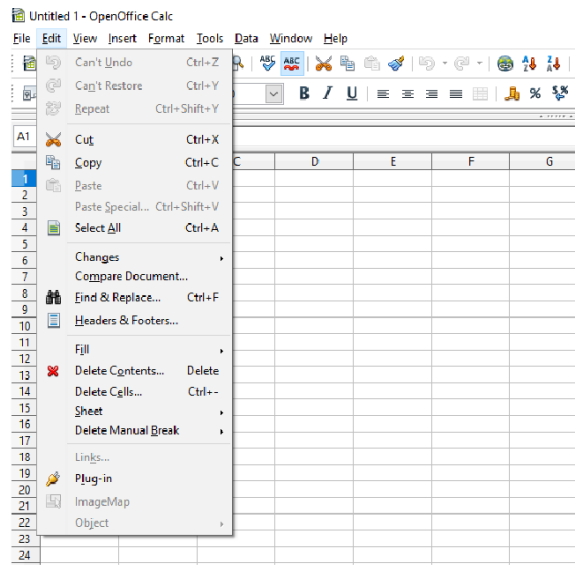 Untitled 1 - OpenOffice Calc
File Edit View Insert Format Tools Data Window Help
Can't Undo Ctrl+Z
Can't Restore Ctrl+Y
Repeat Ctrl+Shift+Y
Cut Ctrl+X
Copy Ctrl+C
Paste Ctrl+V
Paste Special... Ctrl+Shift+V
Select All Ctrl+A
Changes
Compare Document...
Find & Replace... Ctrl+F
Headers & Footers...
Fill
Delete Contents... Delete
Delete Cells... Ctrl+-
Sheet
Delete Manual Break
Links...
Plug-in
ImageMap
Object
ABC ABC
B I U %
A1
C D E F G
1
2
3
4
5
6
7
8
9
10
11
12
13
14
15
16
17
18
19
20
21
22
23
24